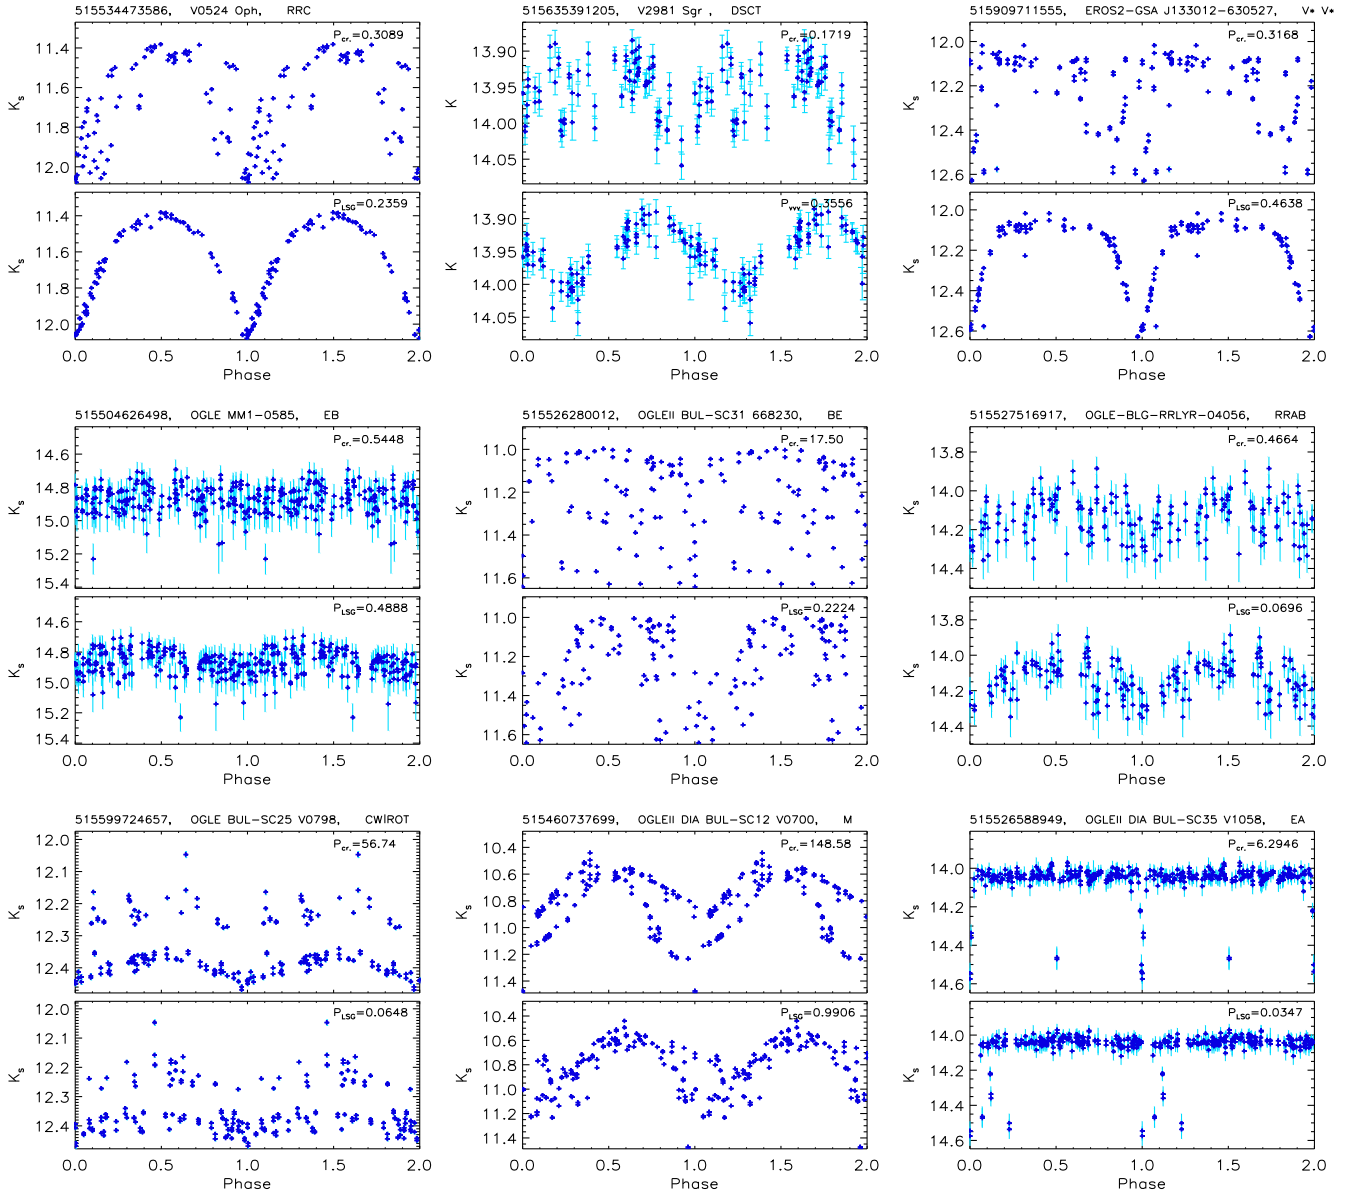 515534473586, V0524 Oph, RRC
515635391205, V2981 Sgr , DSCT
515909711555, EROS2-GSA J133012-630527, V* V*
P_cr.=0.3089
P_cr.=0.1719
P_cr.=0.3168
11.4
11.6
11.8
12.0
K_s
13.90
13.95
14.00
14.05
K
12.0
12.2
12.4
12.6
K_s
P_LSG=0.2359
P_VVV=0.3556
P_LSG=0.4638
11.4
11.6
11.8
12.0
K_s
13.90
13.95
14.00
14.05
K
12.0
12.2
12.4
12.6
K_s
0.0 0.5 1.0 1.5 2.0
0.0 0.5 1.0 1.5 2.0
0.0 0.5 1.0 1.5 2.0
Phase
Phase
Phase
515504626498, OGLE MM1-0585, EB
515526280012, OGLEII BUL-SC31 668230, BE
515527516917, OGLE-BLG-RRLYR-04056, RRAB
P_cr.=0.5448
P_cr.=17.50
P_cr.=0.4664
14.6
14.8
15.0
15.2
15.4
K_s
11.0
11.2
11.4
11.6
K_s
13.8
14.0
14.2
14.4
K_s
P_LSG=0.4888
P_LSG=0.2224
P_LSG=0.0696
14.6
14.8
15.0
15.2
15.4
K_s
11.0
11.2
11.4
11.6
K_s
13.8
14.0
14.2
14.4
K_s
0.0 0.5 1.0 1.5 2.0
0.0 0.5 1.0 1.5 2.0
0.0 0.5 1.0 1.5 2.0
Phase
Phase
Phase
515599724657, OGLE BUL-SC25 V0798, CW|ROT
515460737699, OGLEII DIA BUL-SC12 V0700, M
515526588949, OGLEII DIA BUL-SC35 V1058, EA
P_cr.=56.74
P_cr.=148.58
P_cr.=6.2946
12.0
12.1
12.2
12.3
12.4
K_s
10.4
10.6
10.8
11.0
11.2
11.4
K_s
14.0
14.2
14.4
14.6
K_s
P_LSG=0.0648
P_LSG=0.9906
P_LSG=0.0347
12.0
12.1
12.2
12.3
12.4
K_s
10.4
10.6
10.8
11.0
11.2
11.4
K_s
14.0
14.2
14.4
14.6
K_s
0.0 0.5 1.0 1.5 2.0
0.0 0.5 1.0 1.5 2.0
0.0 0.5 1.0 1.5 2.0
Phase
Phase
Phase